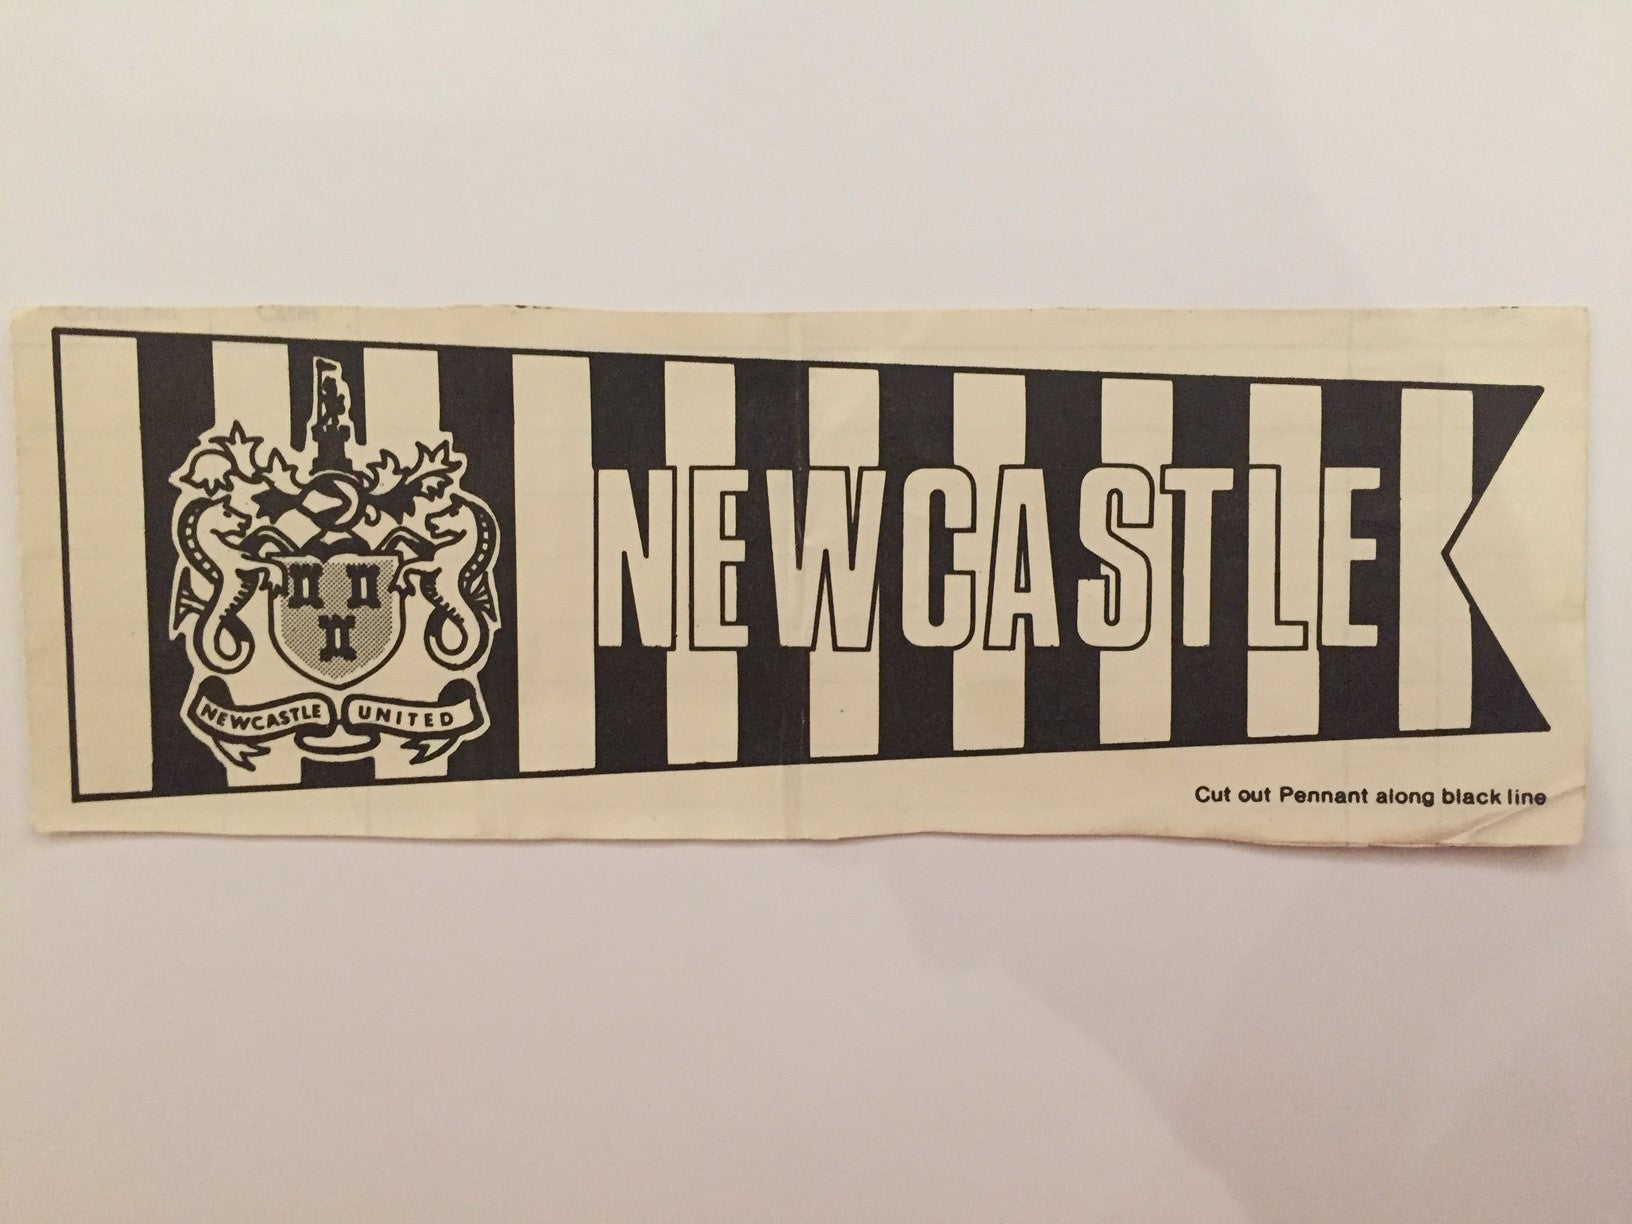 NEWCASTLE
NEWCASTLE UNITED
Cut out Pennant along black line